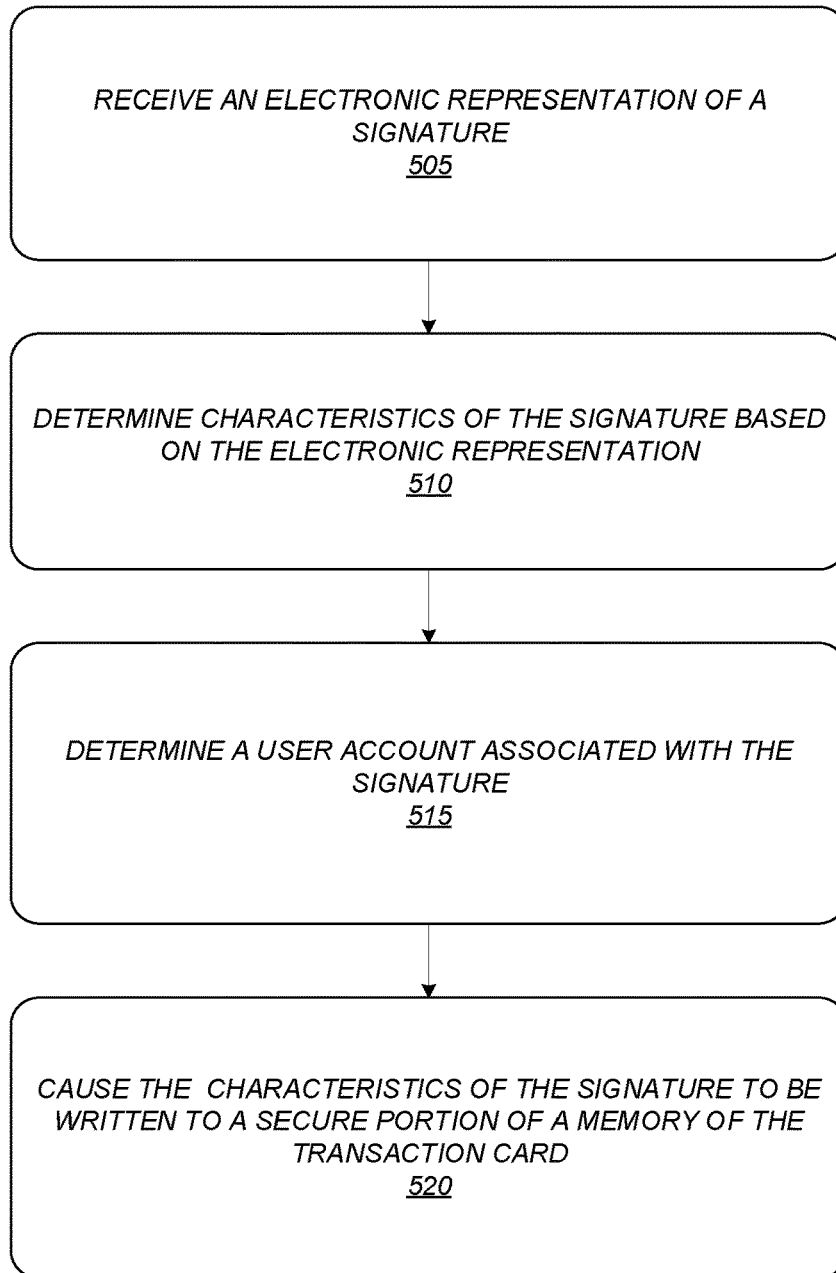 RECEIVE AN ELECTRONIC REPRESENTATION OF A
SIGNATURE
505
DETERMINE CHARACTERISTICS OF THE SIGNATURE BASED
ON THE ELECTRONIC REPRESENTATION
510
DETERMINE A USER ACCOUNT ASSOCIATED WITH THE
SIGNATURE
515
CAUSE THE CHARACTERISTICS OF THE SIGNATURE TO BE
WRITTEN TO A SECURE PORTION OF A MEMORY OF THE
TRANSACTION CARD
520